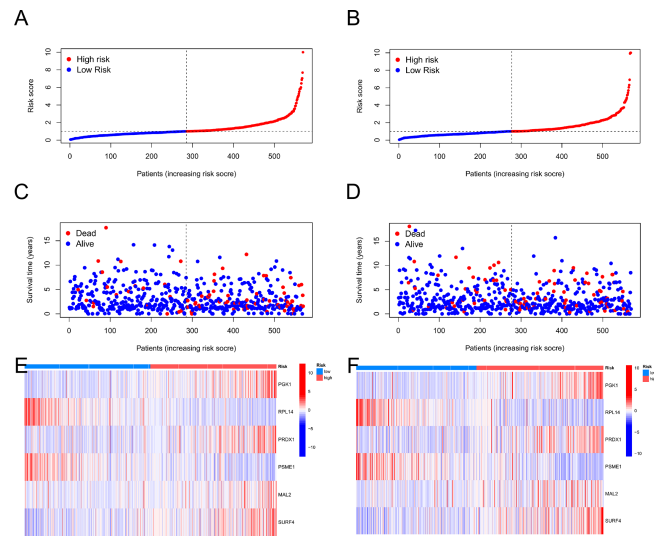 A
B
10
8
6
4
2
0
Risk score
High risk
Low Risk
0
100
200
300
400
500
Patients (increasing risk socre)
10
8
6
4
2
0
Risk score
High risk
Low Risk
0
100
200
300
400
500
Patients (increasing risk socre)
C
D
15
10
5
0
Survival time (years)
Dead
Alive
0
100
200
300
400
500
Patients (increasing risk socre)
15
10
5
0
Survival time (years)
Dead
Alive
0
100
200
300
400
500
Patients (increasing risk socre)
E
Risk
PGK1
RPL14
PRDX1
PSME1
MAL2
SURF4
10
5
0
−5
−10
Risk
low
high
F
Risk
PGK1
RPL14
PRDX1
PSME1
MAL2
SURF4
10
5
0
−5
−10
Risk